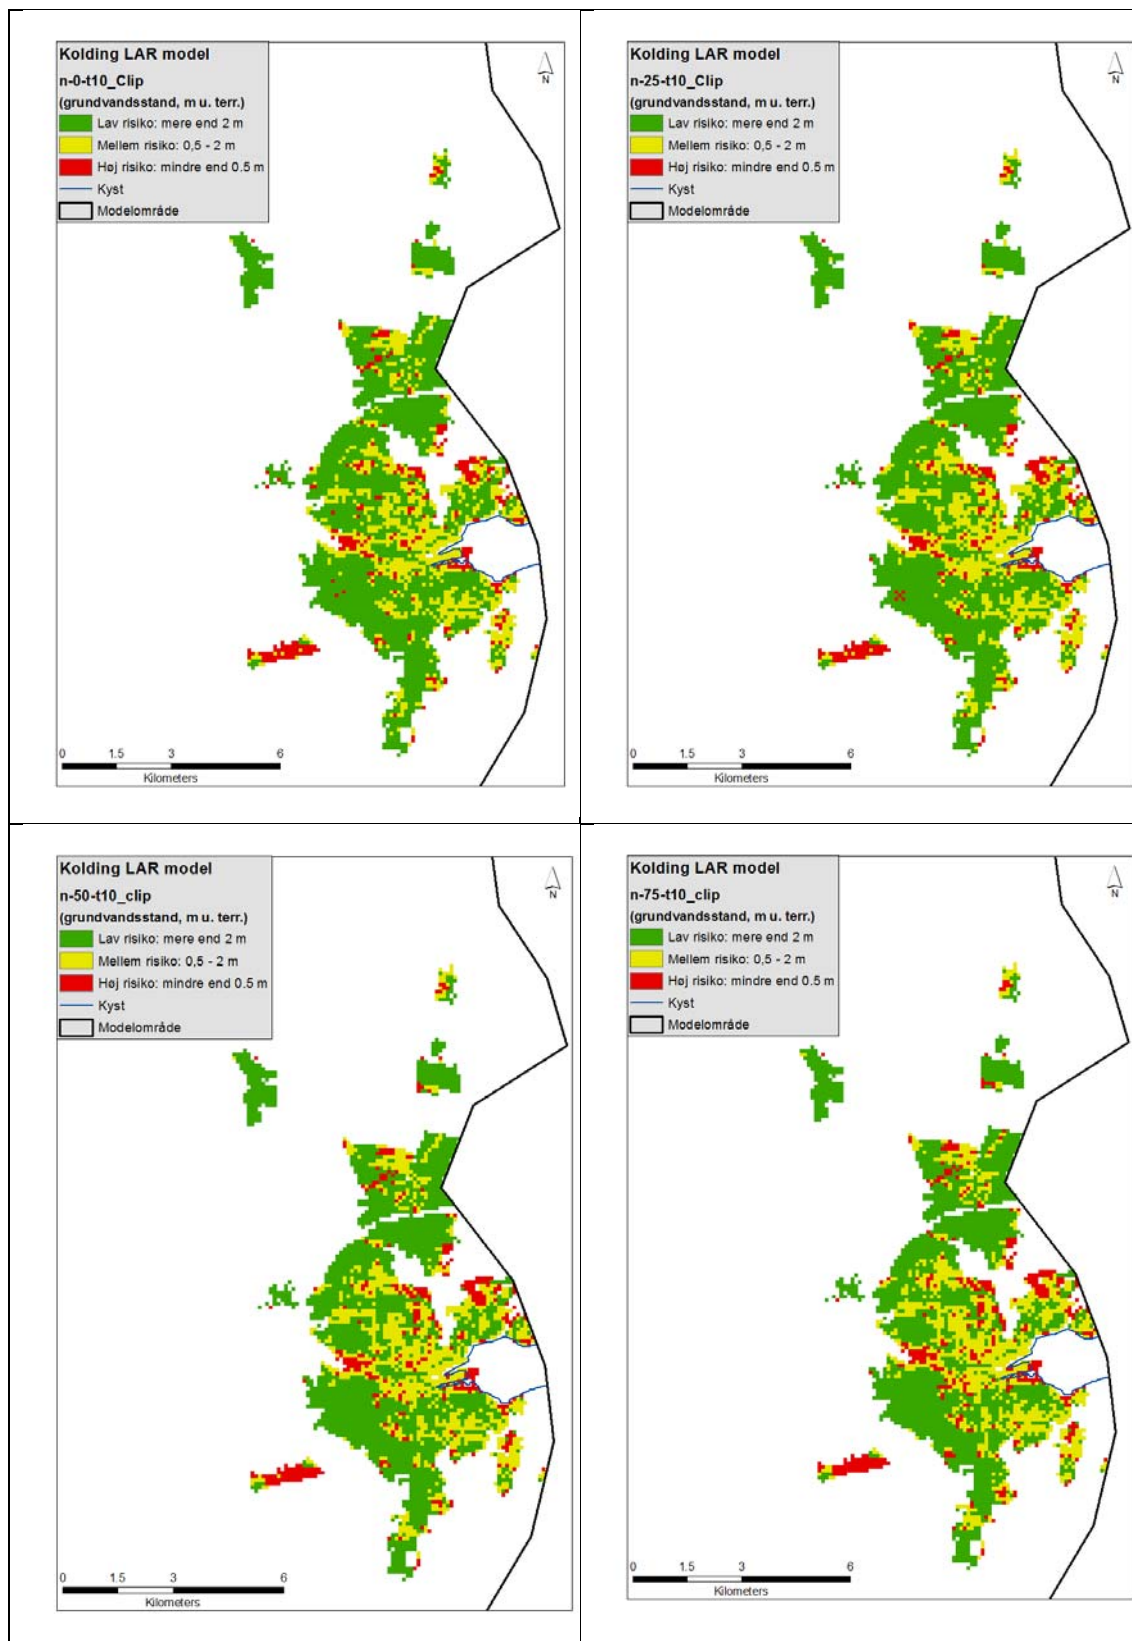 Kolding LAR model
n-0-t10_Clip
(grundvandsstand, m u. terr.)
Lav risiko: mere end 2 m
Mellem risiko: 0,5 - 2 m
Høj risiko: mindre end 0.5 m
Kyst
Modelområde
N
0 1.5 3 6
Kilometers
Kolding LAR model
n-25-t10_Clip
(grundvandsstand, m u. terr.)
Lav risiko: mere end 2 m
Mellem risiko: 0,5 - 2 m
Høj risiko: mindre end 0.5 m
Kyst
Modelområde
N
0 1.5 3 6
Kilometers
Kolding LAR model
n-50-t10_clip
(grundvandsstand, m u. terr.)
Lav risiko: mere end 2 m
Mellem risiko: 0,5 - 2 m
Høj risiko: mindre end 0.5 m
Kyst
Modelområde
N
0 1.5 3 6
Kilometers
Kolding LAR model
n-75-t10_clip
(grundvandsstand, m u. terr.)
Lav risiko: mere end 2 m
Mellem risiko: 0,5 - 2 m
Høj risiko: mindre end 0.5 m
Kyst
Modelområde
N
0 1.5 3 6
Kilometers